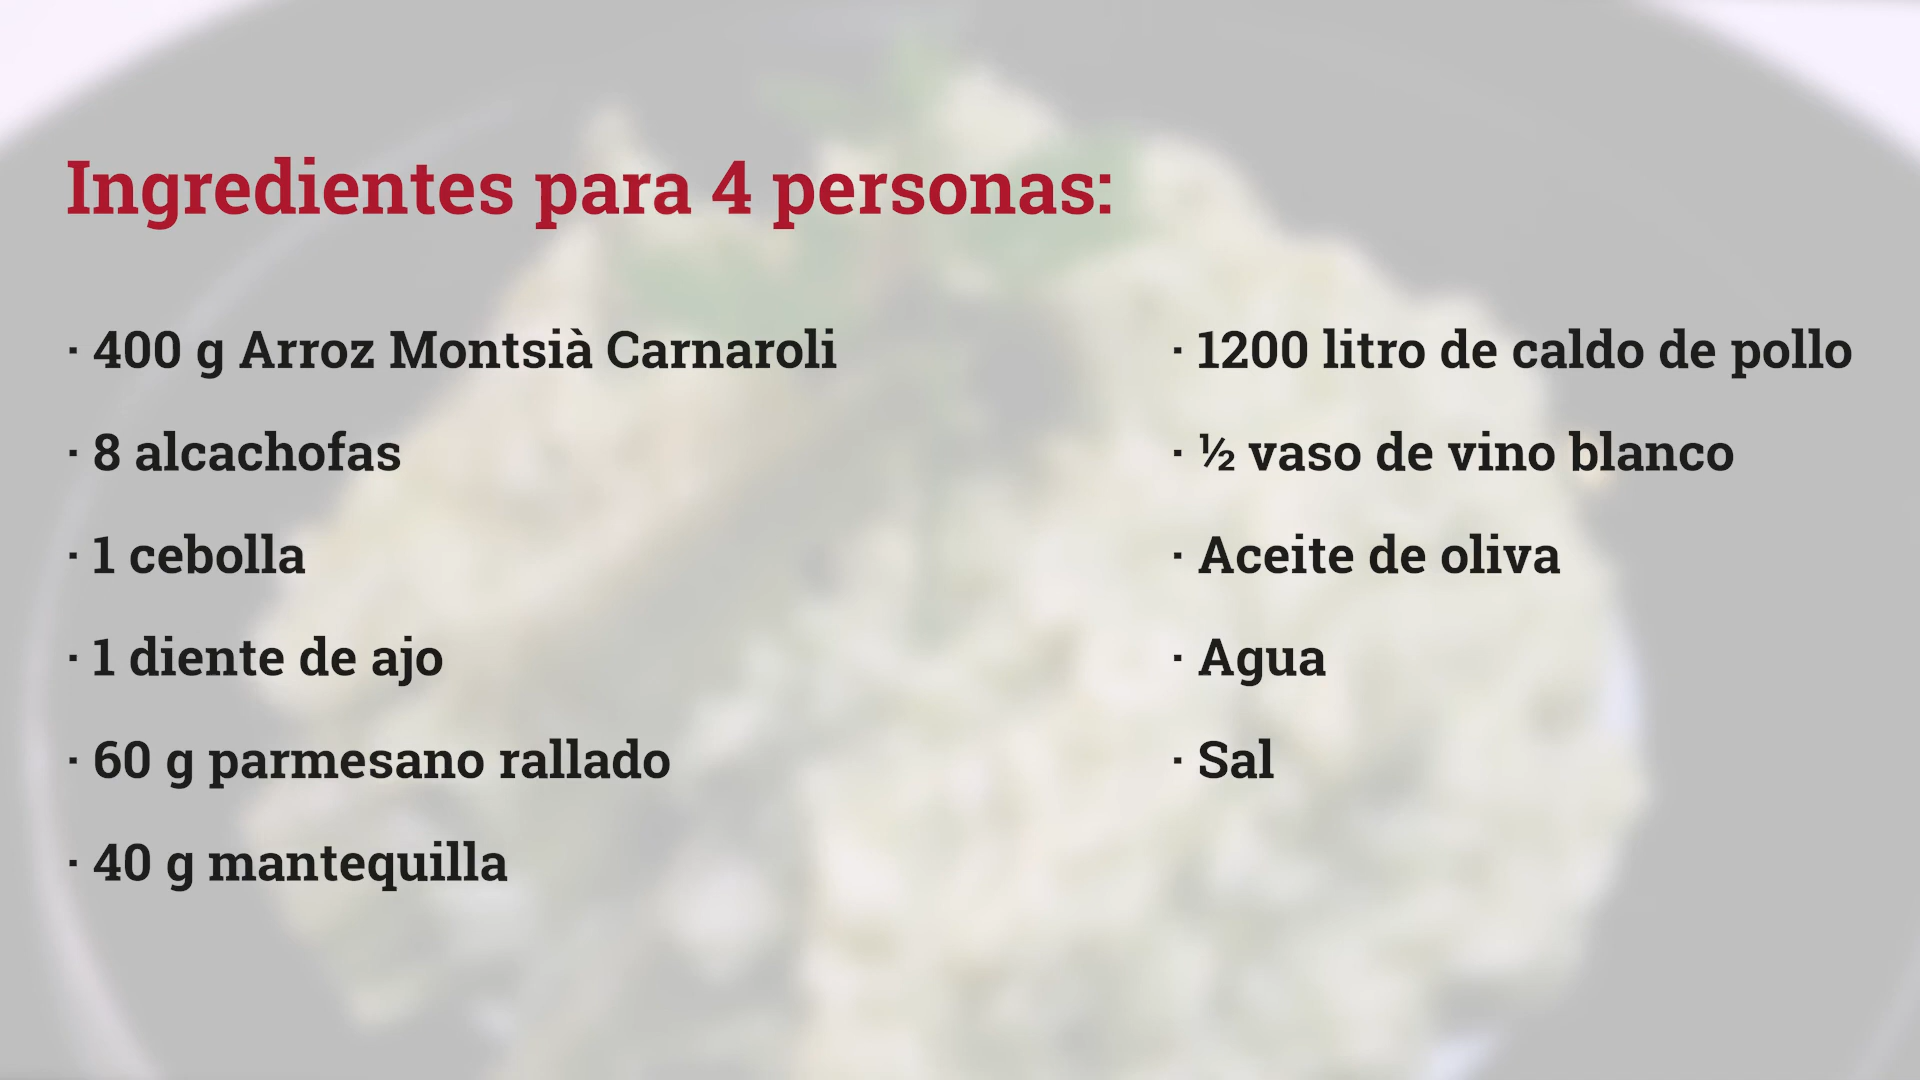 Ingredientes para 4 personas:
· 400 g Arroz Montsià Carnaroli
· 8 alcachofas
· 1 cebolla
· 1 diente de ajo
· 60 g parmesano rallado
· 40 g mantequilla
· 1200 litro de caldo de pollo
· ½ vaso de vino blanco
· Aceite de oliva
· Agua
· Sal